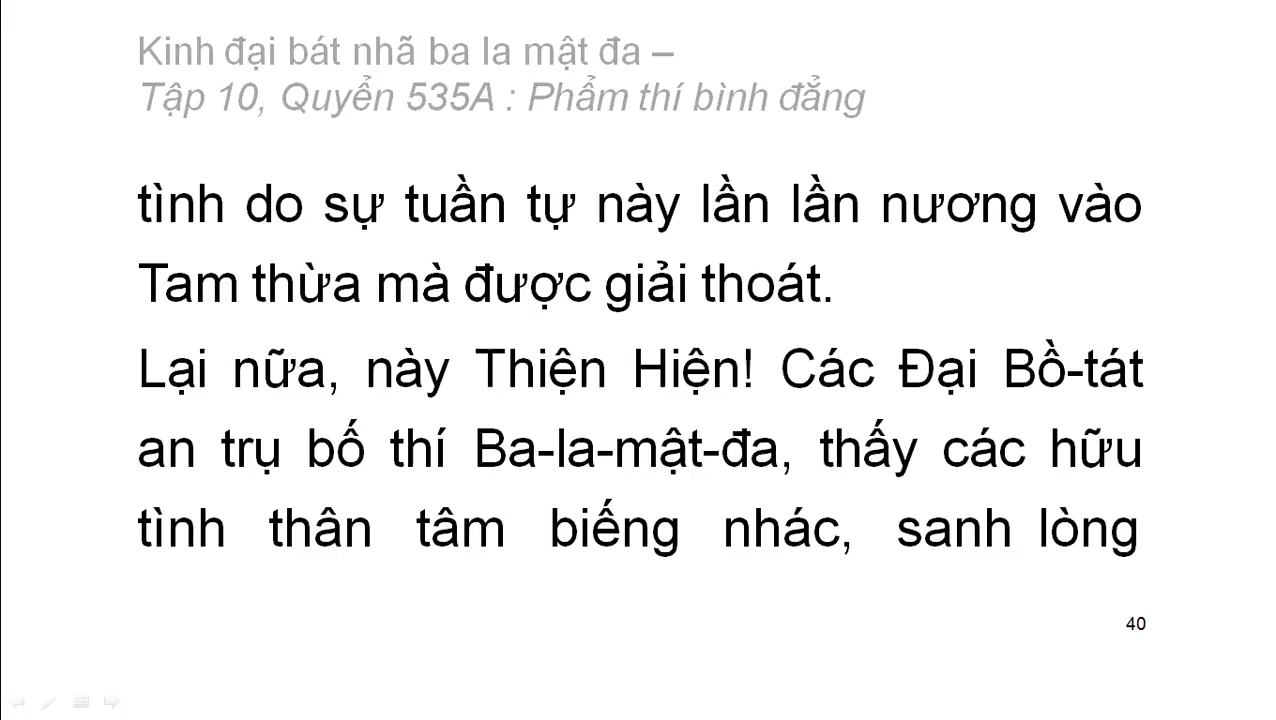 Kinh đại bát nhã ba la mật đa –
Tập 10, Quyển 535A : Phẩm thí bình đẳng
tình do sự tuần tự này lần lần nương vào
Tam thừa mà được giải thoát.
Lại nữa, này Thiện Hiện! Các Đại Bồ-tát
an trụ bố thí Ba-la-mật-đa, thấy các hữu
tình thân tâm biếng nhác, sanh lòng
40